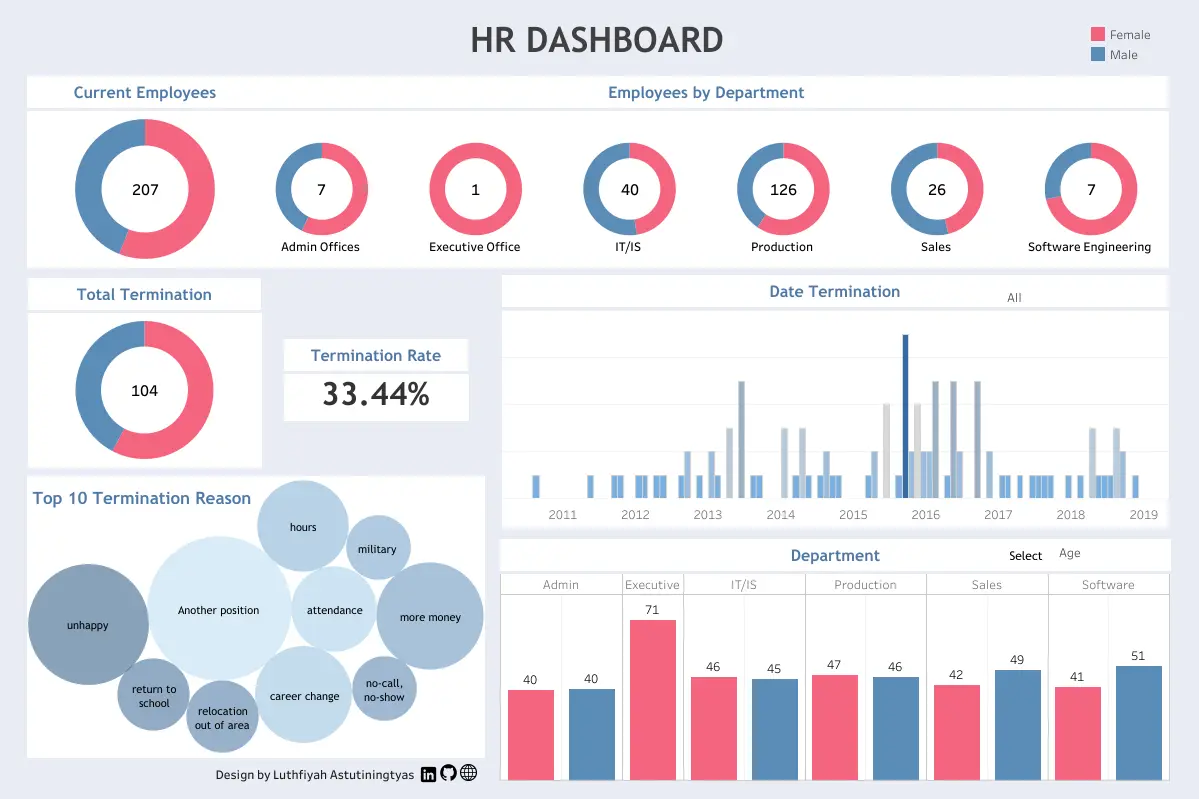 HR DASHBOARD
Female
Male
Current Employees
Employees by Department
207
7
1
40
126
26
7
Admin Offices
Executive Office
IT/IS
Production
Sales
Software Engineering
Total Termination
104
Termination Rate
33.44%
Date Termination
All
2011
2012
2013
2014
2015
2016
2017
2018
2019
Top 10 Termination Reason
hours
military
Another position
attendance
more money
unhappy
return to
school
relocation
out of area
career change
no-call,
no-show
Design by Luthfiyah Astutiningtyas
in
Department
Select
Age
Admin
Executive
IT/IS
Production
Sales
Software
40
40
71
46
45
47
46
42
49
41
51